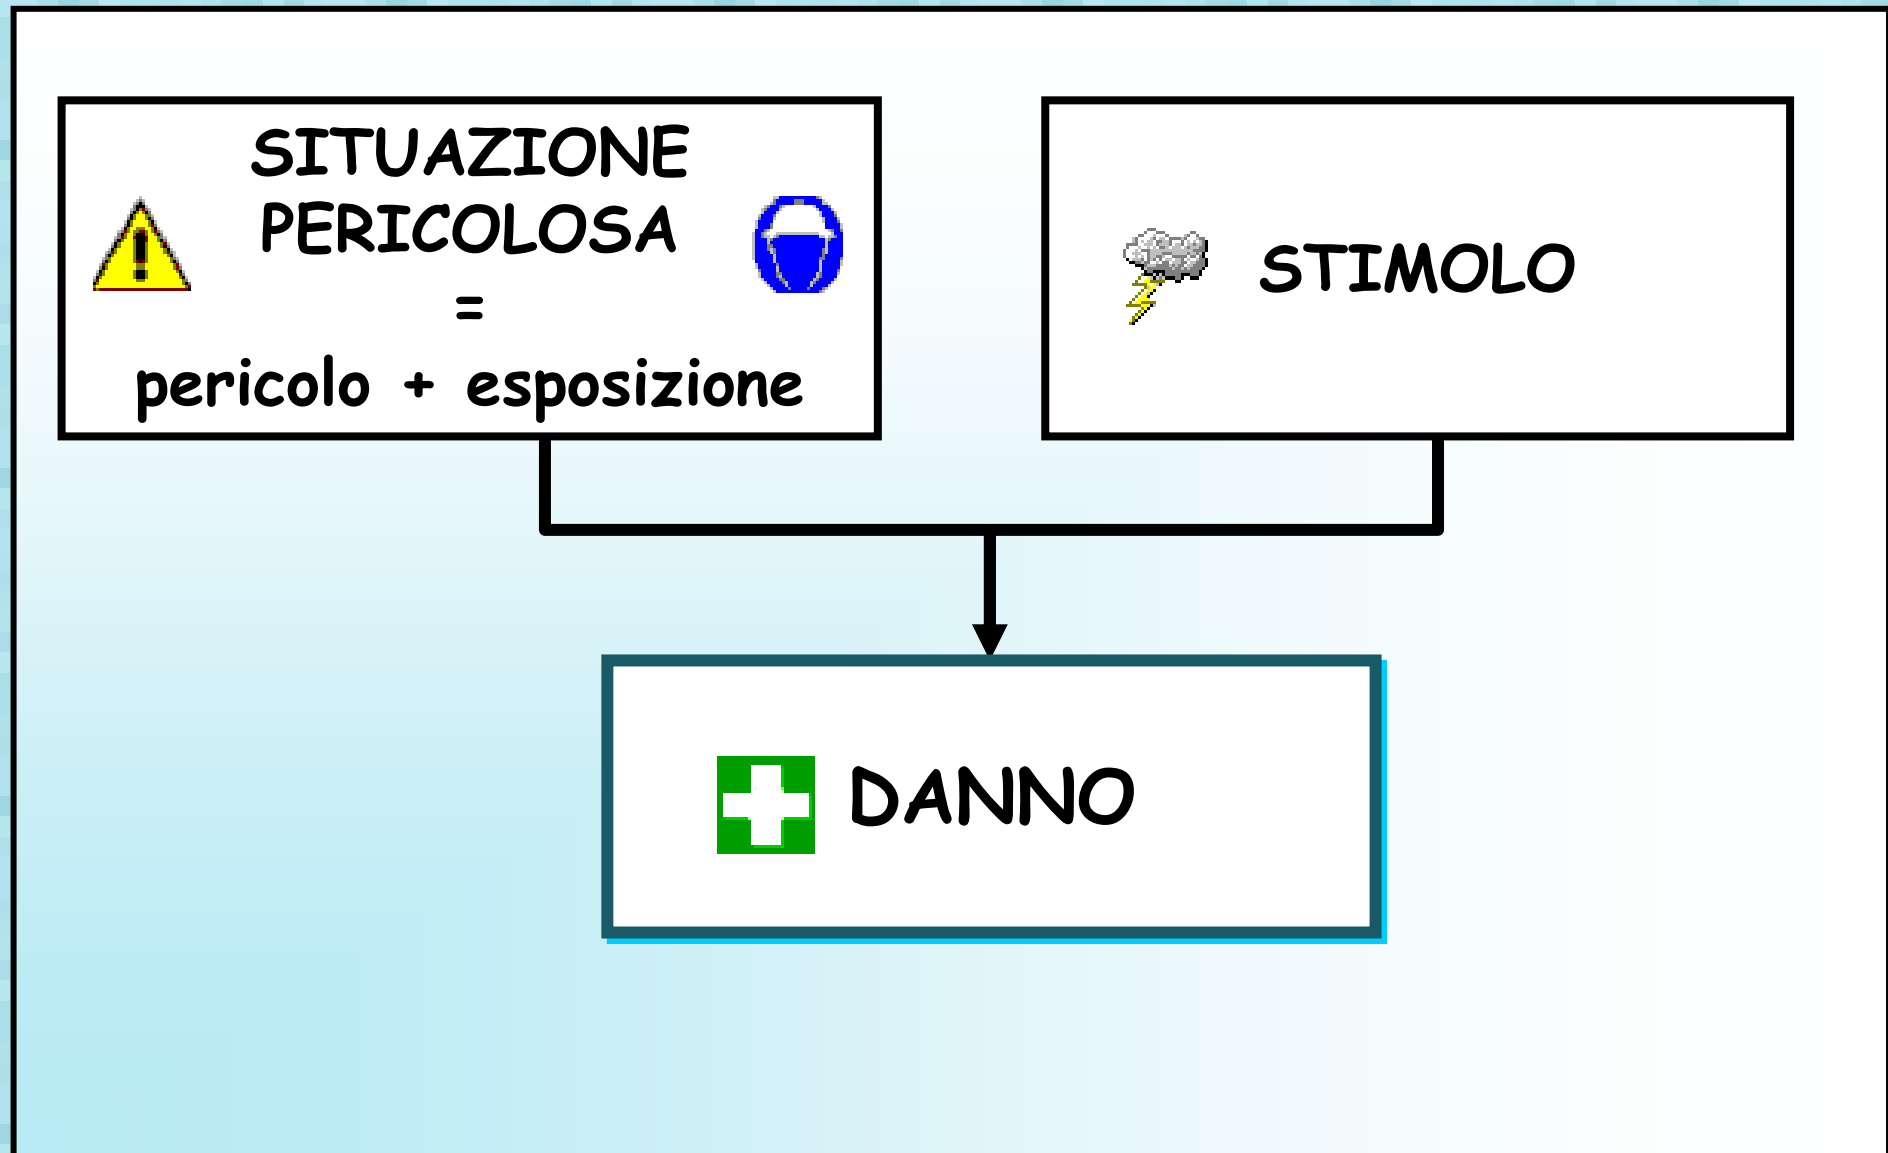 SITUAZIONE
PERICOLOSA
=
pericolo + esposizione
STIMOLO
DANNO